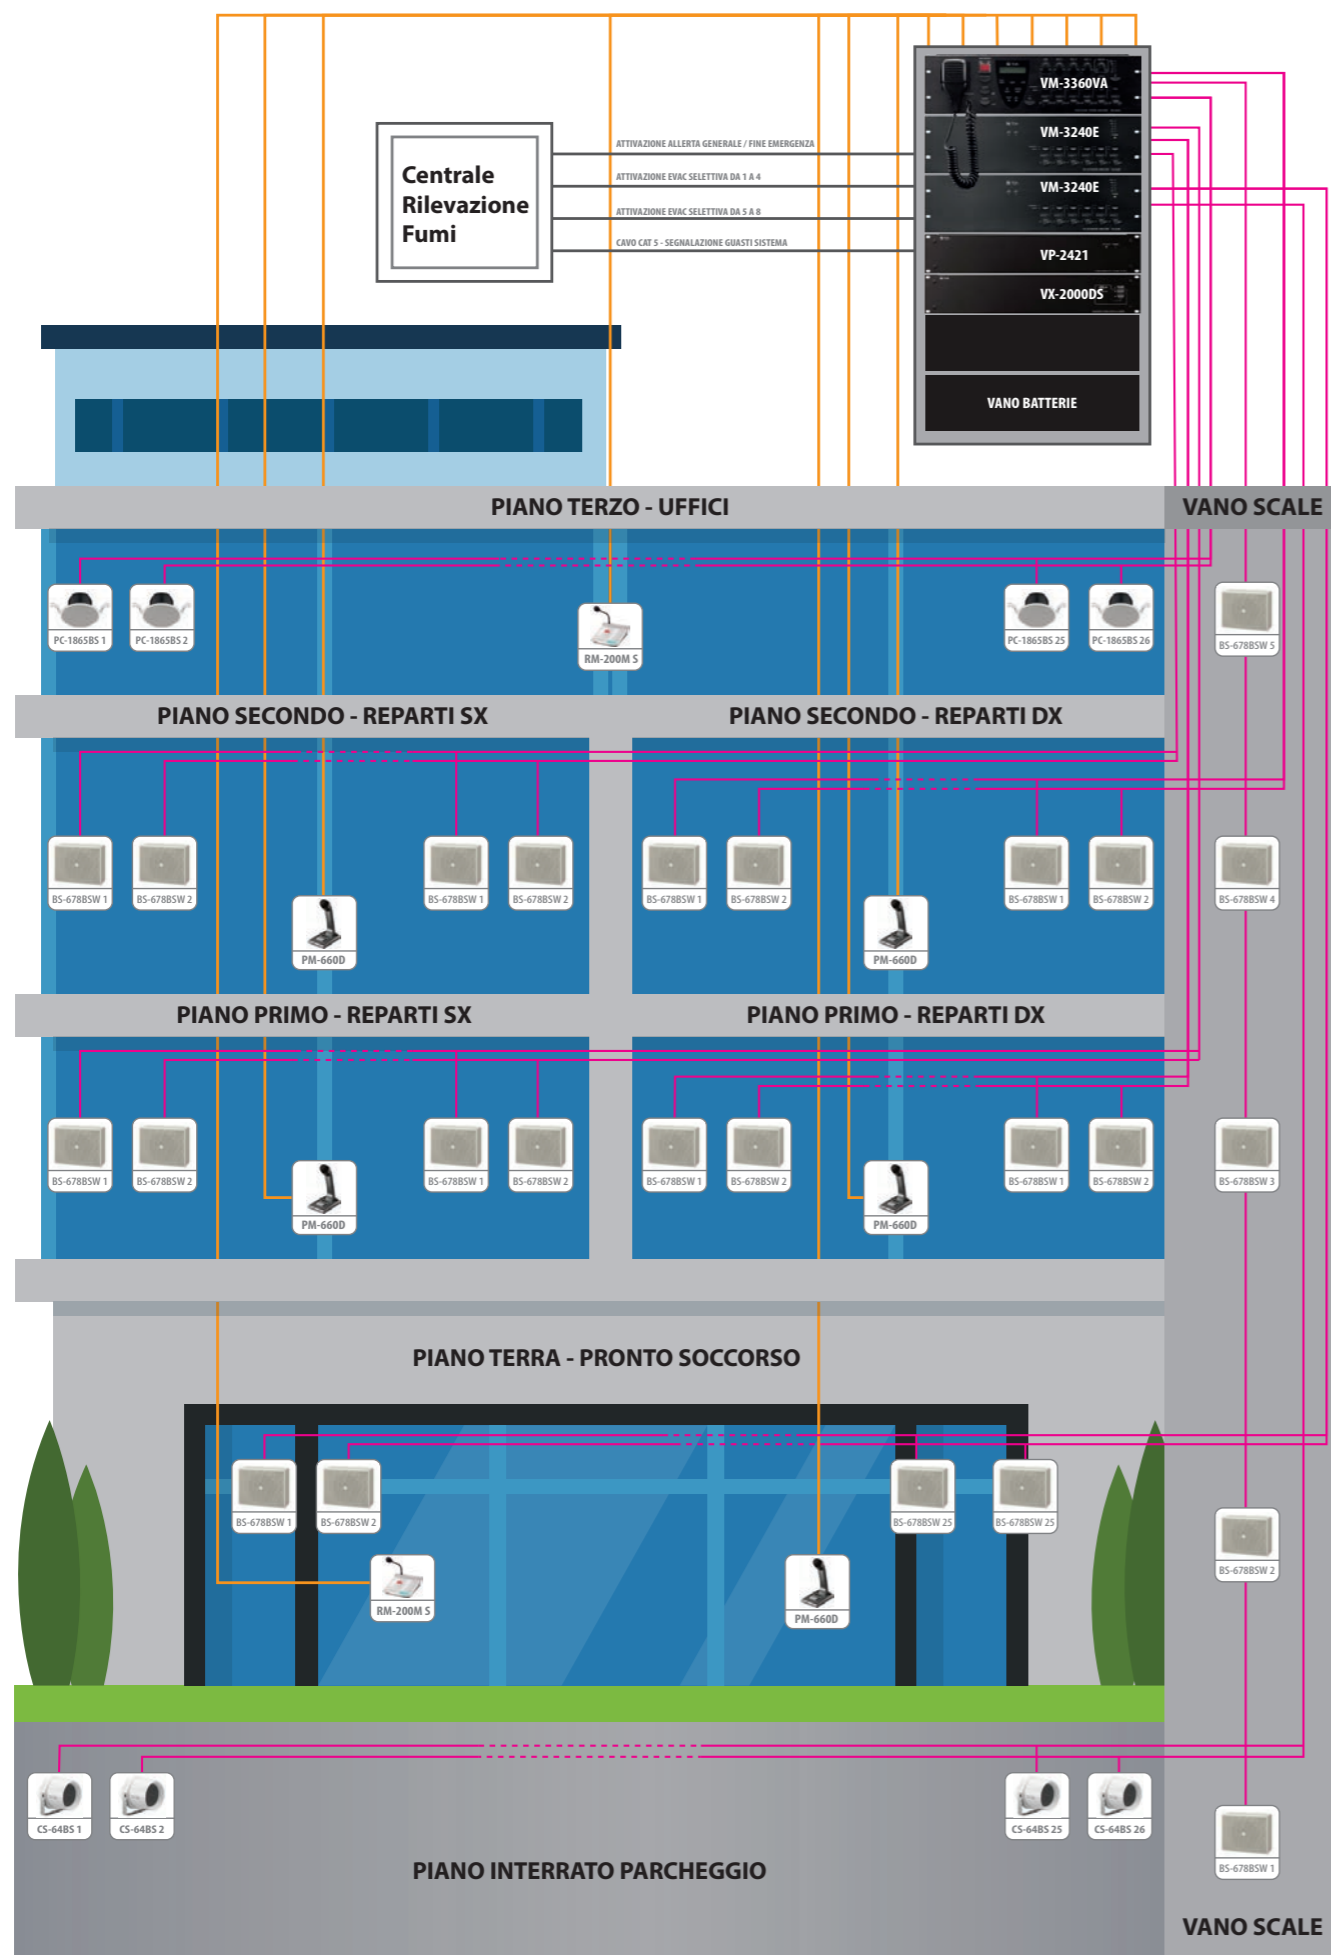 VM-3360VA
VM-3240E
VM-3240E
VP-2421
VX-2000DS
VANO BATTERIE
Centrale
Rilevazione
Fumi
ATTIVAZIONE ALLERTA GENERALE / FINE EMERGENZA
ATTIVAZIONE EVAC SELETTIVA DA 1 A 4
ATTIVAZIONE EVAC SELETTIVA DA 5 A 8
CAVO CAT 5 - SEGNALAZIONE GUASTI SISTEMA
PIANO TERZO - UFFICI
VANO SCALE
PC-1865BS 1
PC-1865BS 2
RM-200M S
PC-1865BS 25
PC-1865BS 26
BS-678BSW 5
PIANO SECONDO - REPARTI SX
PIANO SECONDO - REPARTI DX
BS-678BSW 1
BS-678BSW 2
BS-678BSW 1
BS-678BSW 2
BS-678BSW 1
BS-678BSW 2
BS-678BSW 1
BS-678BSW 2
BS-678BSW 4
PM-660D
PM-660D
PIANO PRIMO - REPARTI SX
PIANO PRIMO - REPARTI DX
BS-678BSW 1
BS-678BSW 2
BS-678BSW 1
BS-678BSW 2
BS-678BSW 1
BS-678BSW 2
BS-678BSW 1
BS-678BSW 2
BS-678BSW 3
PM-660D
PM-660D
PIANO TERRA - PRONTO SOCCORSO
BS-678BSW 1
BS-678BSW 2
BS-678BSW 25
BS-678BSW 25
BS-678BSW 2
RM-200M S
PM-660D
CS-64BS 1
CS-64BS 2
CS-64BS 25
CS-64BS 26
BS-678BSW 1
PIANO INTERRATO PARCHEGGIO
VANO SCALE